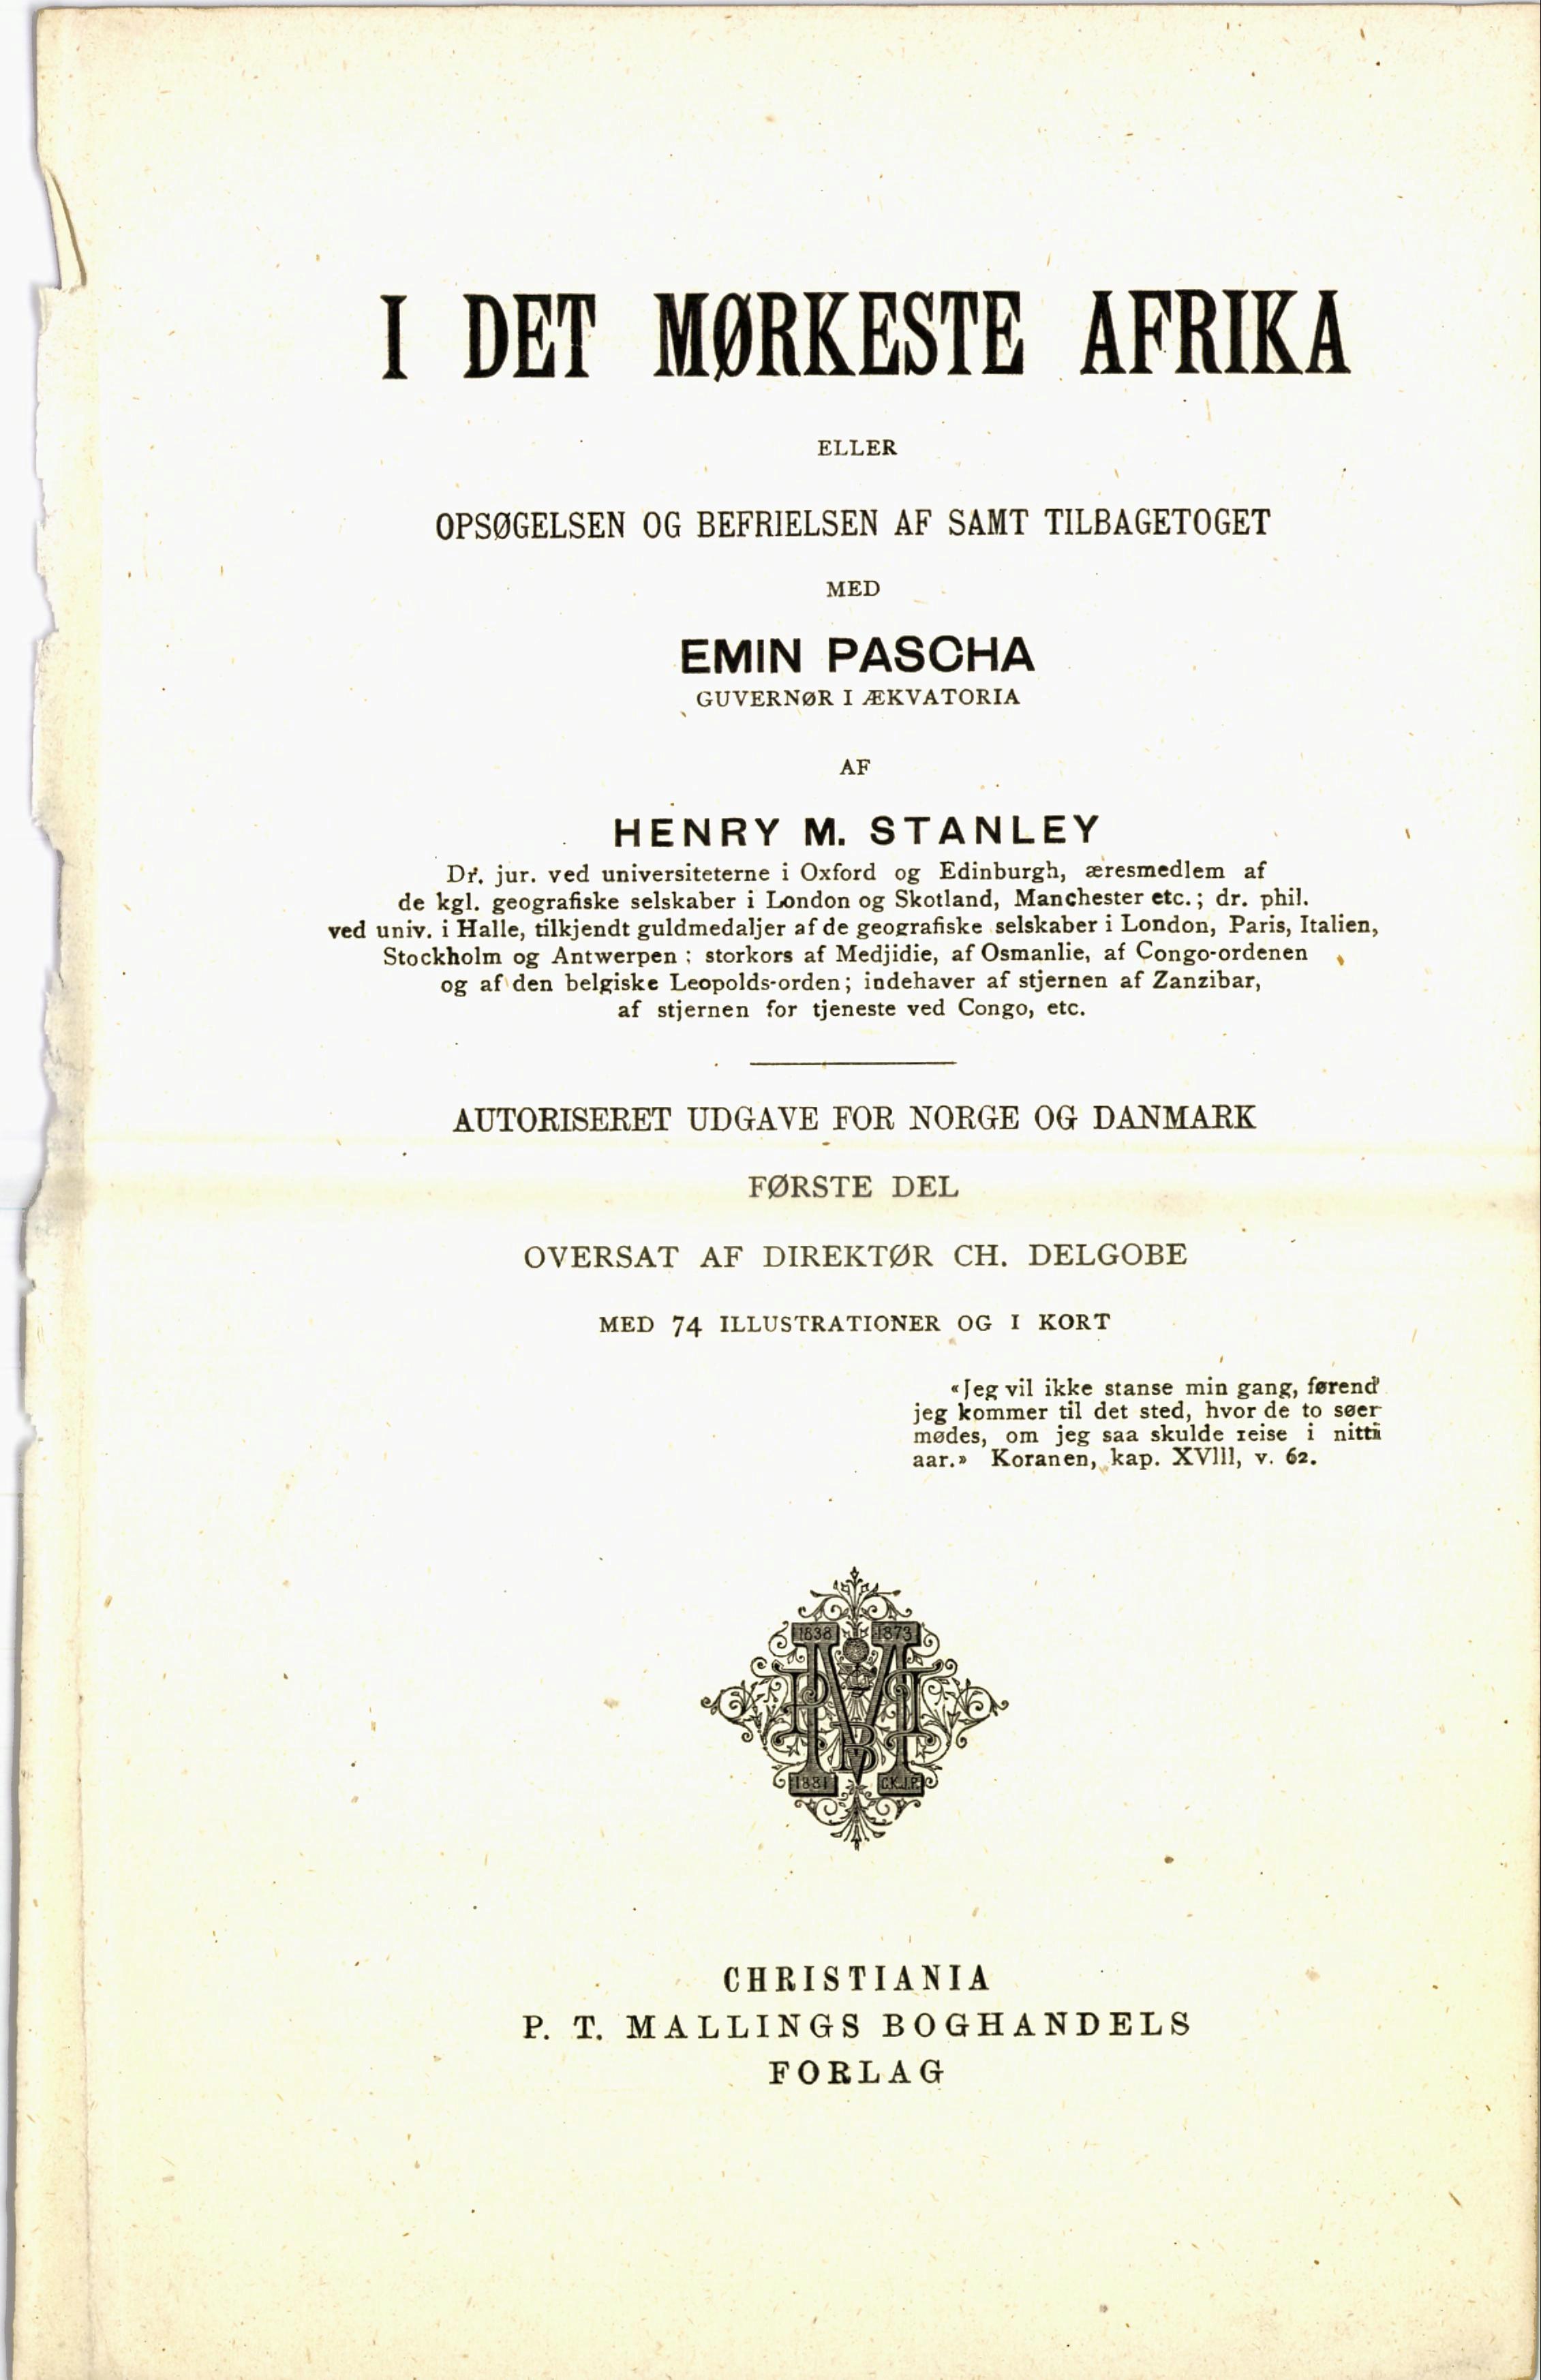 I DET MØRKESTE AFRIKA
ELLER
OPSØGELSEN OG BEFRIELSEN AF SAMT TILBAGETOGET
MED
EMIN PASCHA
GUVERNØR I ÆKVATORIA
AF
HENRY M. STANLEY
Dr. jur. ved universiteterne i Oxford og Edinburgh, æresmedlem af
de kgl. geografiske selskaber i London og Skotland, Manchester etc.; dr. phil.
ved univ. i Halle, tilkjendt guldmedaljer af de geografiske selskaber i London, Paris, Italien,
Stockholm og Antwerpen; storkors af Medjidie, af Osmanlie, af Congo-ordenen
og af den belgiske Leopolds-orden; indehaver af stjernen af Zanzibar,
af stjernen for tjeneste ved Congo, etc.
AUTORISERET UDGAVE FOR NORGE OG DANMARK
FØRSTE DEL
OVERSAT AF DIREKTØR CH. DELGOBE
MED 74 ILLUSTRATIONER OG I KORT
«Jeg vil ikke stanse min gang, førend
jeg kommer til det sted, hvor de to søer
mødes, om jeg saa skulde reise i nitti
aar.» Koranen, kap. XVIII, v. 62.
1838 1873
PMT
B
1881 C.K.J.P.
CHRISTIANIA
P. T. MALLINGS BOGHANDELS
FORLAG